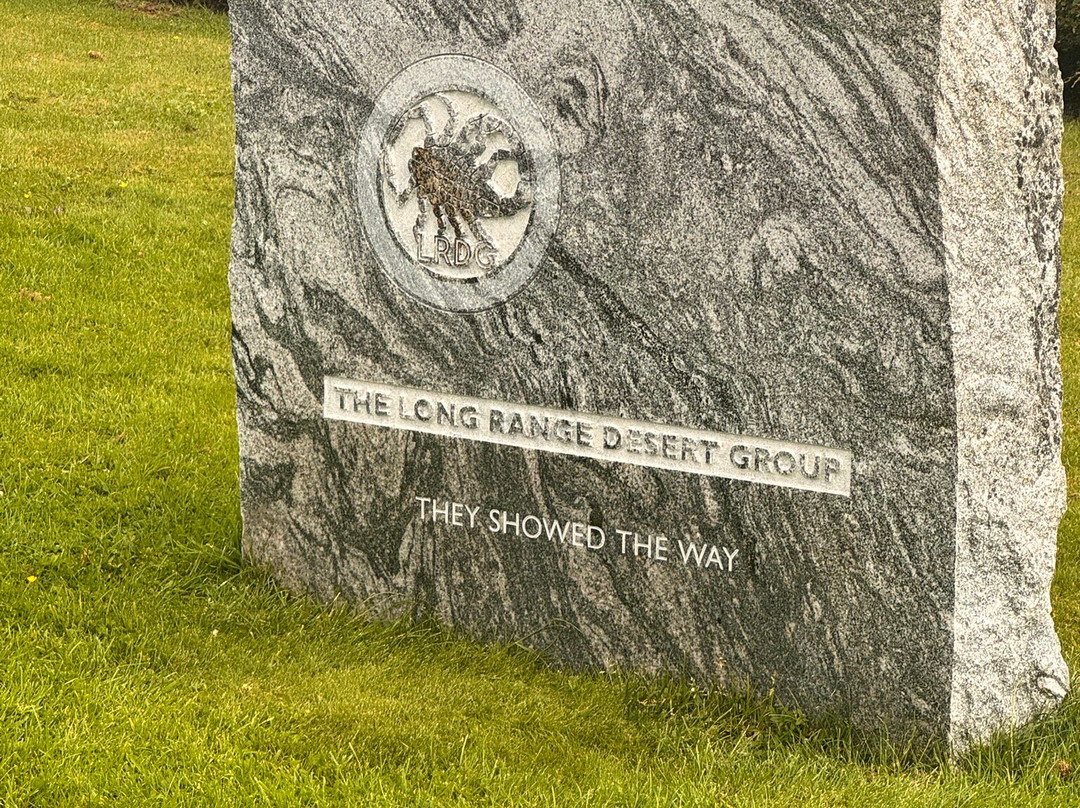 LRDG
THE LONG RANGE DESERT GROUP
THEY SHOWED THE WAY